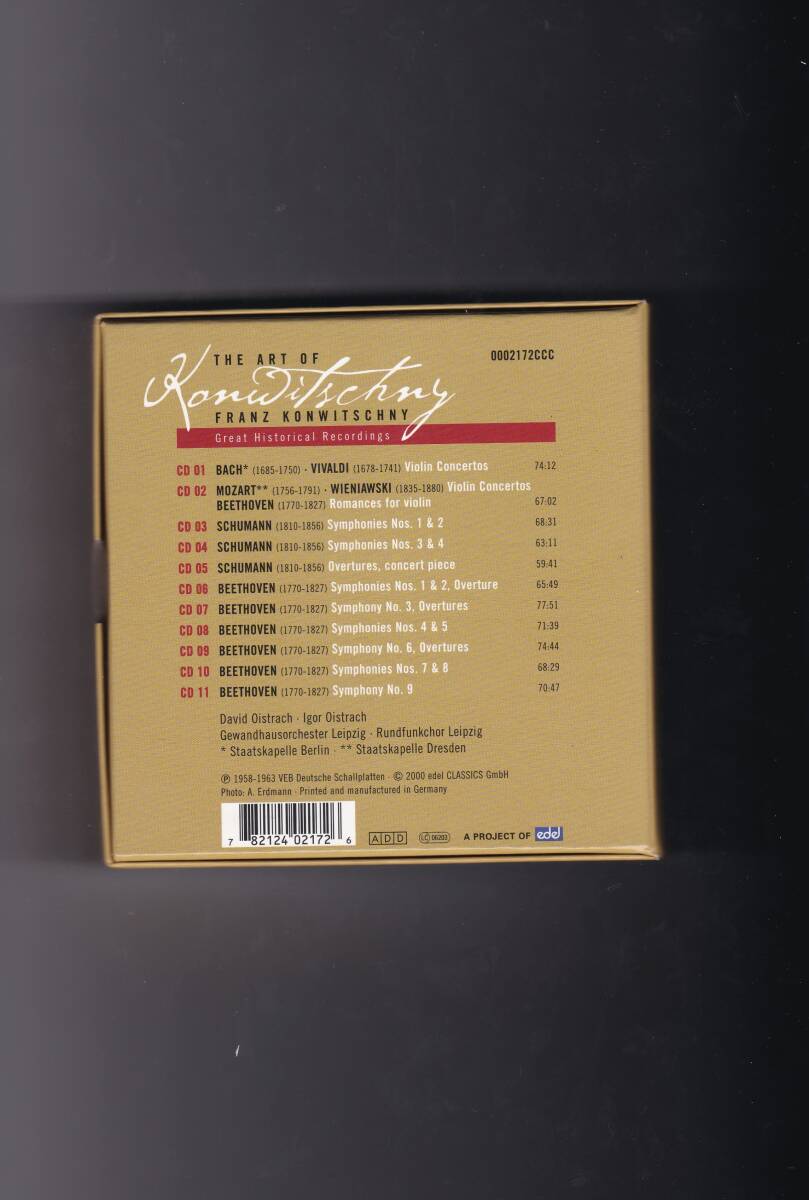 THE ART OF
0002172CCC
Konwitschny
FRANZ KONWITSCHNY
Great Historical Recordings
CD 01 BACH* (1685-1750) · VIVALDI (1678-1741) Violin Concertos 74:12
CD 02 MOZART** (1756-1791) · WIENIAWSKI (1835-1880) Violin Concertos
BEETHOVEN (1770-1827) Romances for violin 67:02
CD 03 SCHUMANN (1810-1856) Symphonies Nos. 1 & 2 68:31
CD 04 SCHUMANN (1810-1856) Symphonies Nos. 3 & 4 63:11
CD 05 SCHUMANN (1810-1856) Overtures, concert piece 59:41
CD 06 BEETHOVEN (1770-1827) Symphonies Nos. 1 & 2, Overture 65:49
CD 07 BEETHOVEN (1770-1827) Symphony No. 3, Overtures 77:51
CD 08 BEETHOVEN (1770-1827) Symphonies Nos. 4 & 5 71:39
CD 09 BEETHOVEN (1770-1827) Symphony No. 6, Overtures 74:44
CD 10 BEETHOVEN (1770-1827) Symphonies Nos. 7 & 8 68:29
CD 11 BEETHOVEN (1770-1827) Symphony No. 9 70:47
David Oistrach · Igor Oistrach
Gewandhausorchester Leipzig · Rundfunkchor Leipzig
* Staatskapelle Berlin · ** Staatskapelle Dresden
℗ 1958-1963 VEB Deutsche Schallplatten · © 2000 edel CLASSICS GmbH
Photo: A. Erdmann · Printed and manufactured in Germany
7 82124 02172 6
ADD LC 06203 A PROJECT OF edel